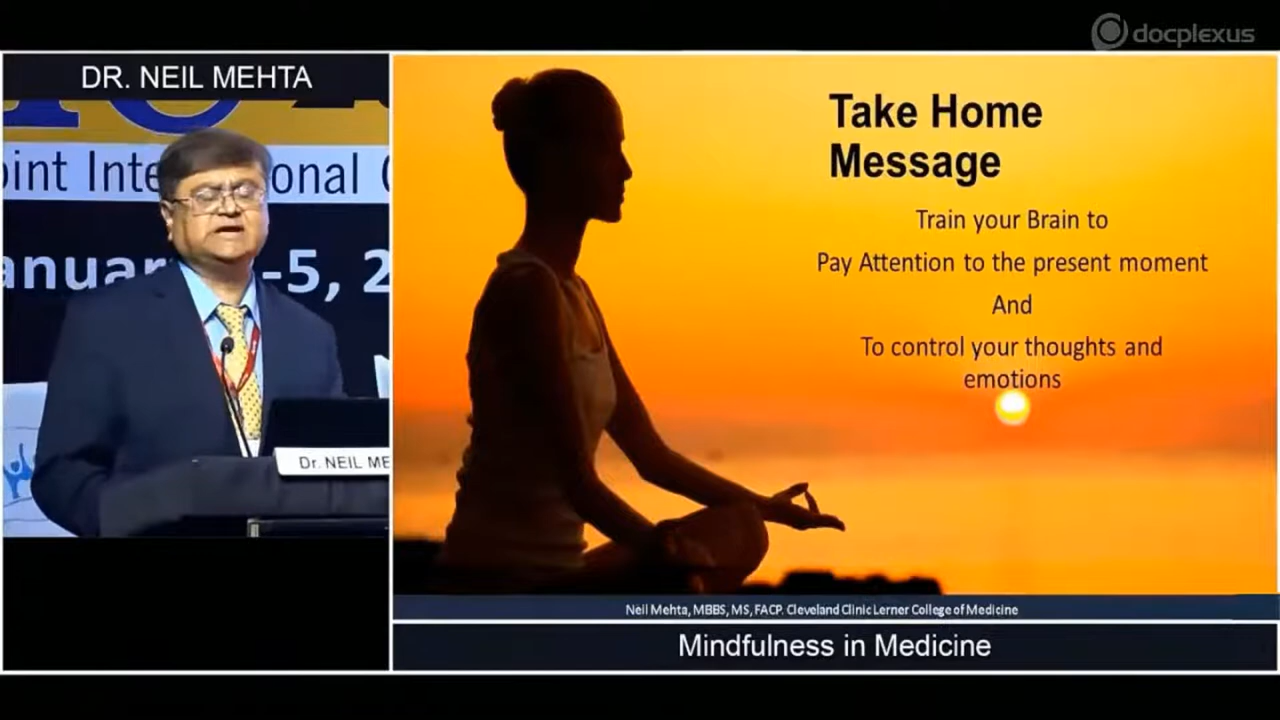 docplexus
DR. NEIL MEHTA
oint Inte onal
anuar -5, 2
Dr. NEIL ME
Take Home
Message
Train your Brain to
Pay Attention to the present moment
And
To control your thoughts and
emotions
Neil Mehta, MBBS, MS, FACP. Cleveland Clinic Lerner College of Medicine
Mindfulness in Medicine